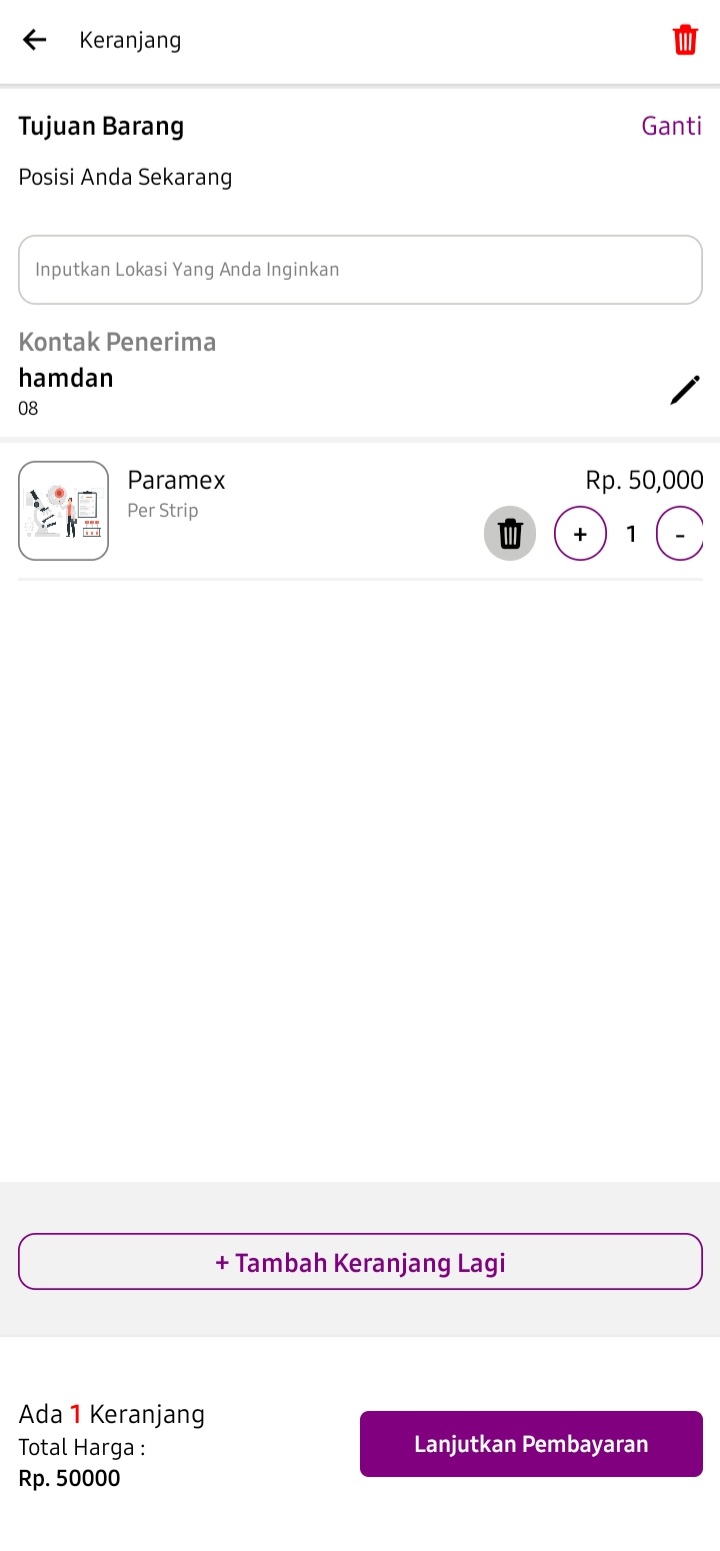 Keranjang
Tujuan Barang Ganti
Posisi Anda Sekarang
Inputkan Lokasi Yang Anda Inginkan
Kontak Penerima
hamdan
08
Paramex Rp. 50,000
Per Strip
+ 1 -
+ Tambah Keranjang Lagi
Ada 1 Keranjang
Total Harga :
Rp. 50000
Lanjutkan Pembayaran